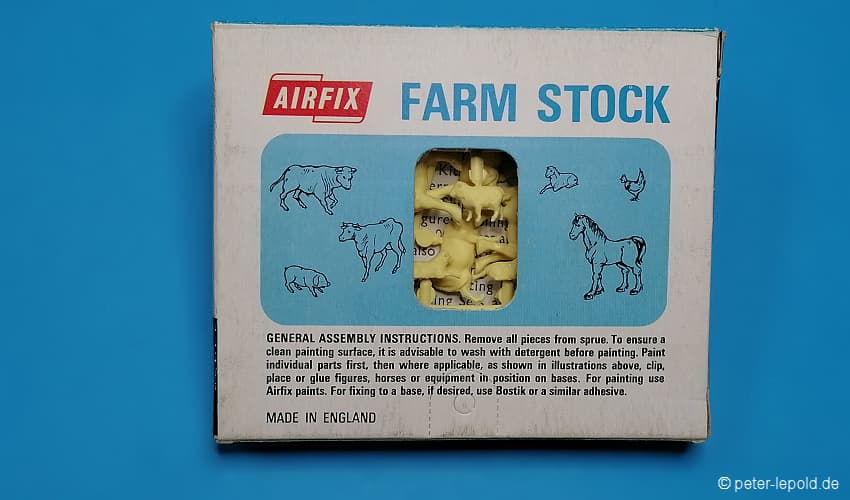 AIRFIX
FARM STOCK
GENERAL ASSEMBLY INSTRUCTIONS. Remove all pieces from sprue. To ensure a
clean painting surface, it is advisable to wash with detergent before painting. Paint
individual parts first, then where applicable, as shown in illustrations above, clip,
place or glue figures, horses or equipment in position on bases. For painting use
Airfix paints. For fixing to a base, if desired, use Bostik or a similar adhesive.
MADE IN ENGLAND
© peter-lepold.de